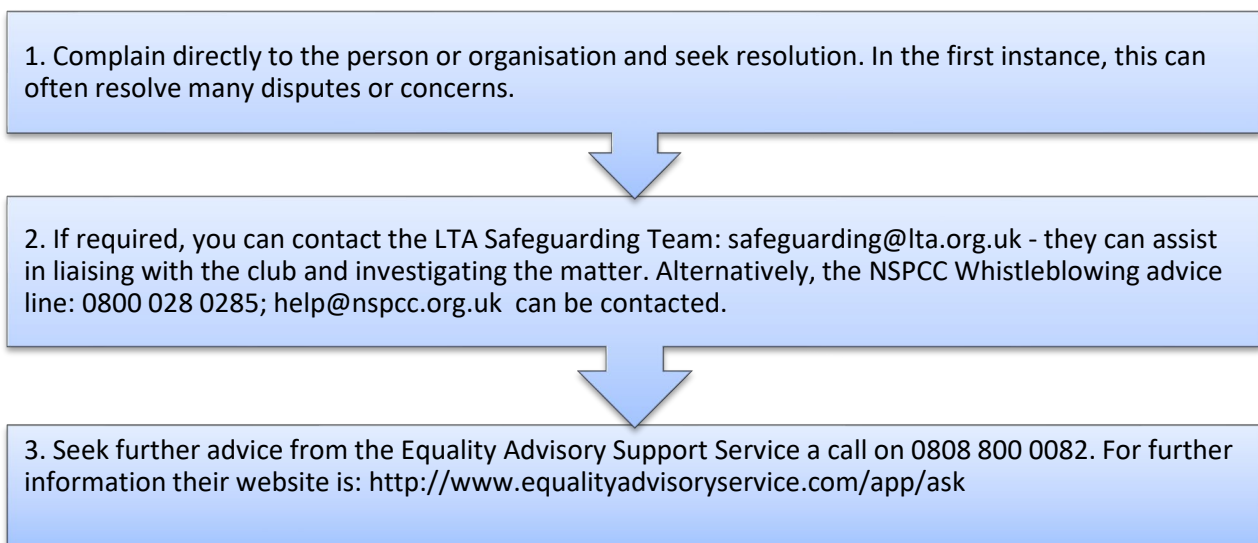 1. Complain directly to the person or organisation and seek resolution. In the first instance, this can
often resolve many disputes or concerns.
2. If required, you can contact the LTA Safeguarding Team: safeguarding@lta.org.uk - they can assist
in liaising with the club and investigating the matter. Alternatively, the NSPCC Whistleblowing advice
line: 0800 028 0285; help@nspcc.org.uk  can be contacted.
3. Seek further advice from the Equality Advisory Support Service a call on 0808 800 0082. For further
information their website is: http://www.equalityadvisoryservice.com/app/ask